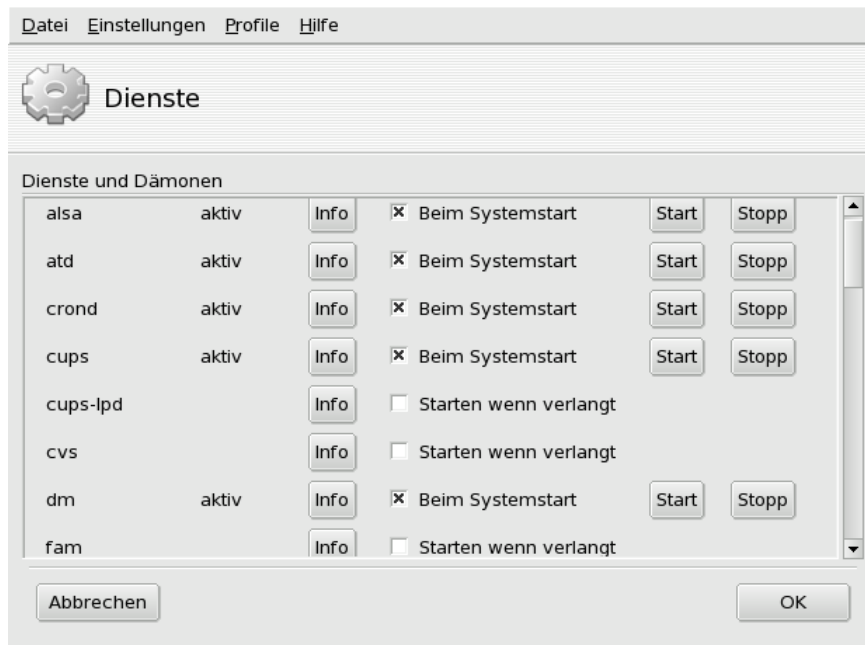 Datei Einstellungen Profile Hilfe
Dienste
Dienste und Dämonen
alsa aktiv Info Beim Systemstart Start Stopp
atd aktiv Info Beim Systemstart Start Stopp
crond aktiv Info Beim Systemstart Start Stopp
cups aktiv Info Beim Systemstart Start Stopp
cups-lpd Info Starten wenn verlangt
cvs Info Starten wenn verlangt
dm aktiv Info Beim Systemstart Start Stopp
fam Info Starten wenn verlangt
Abbrechen OK